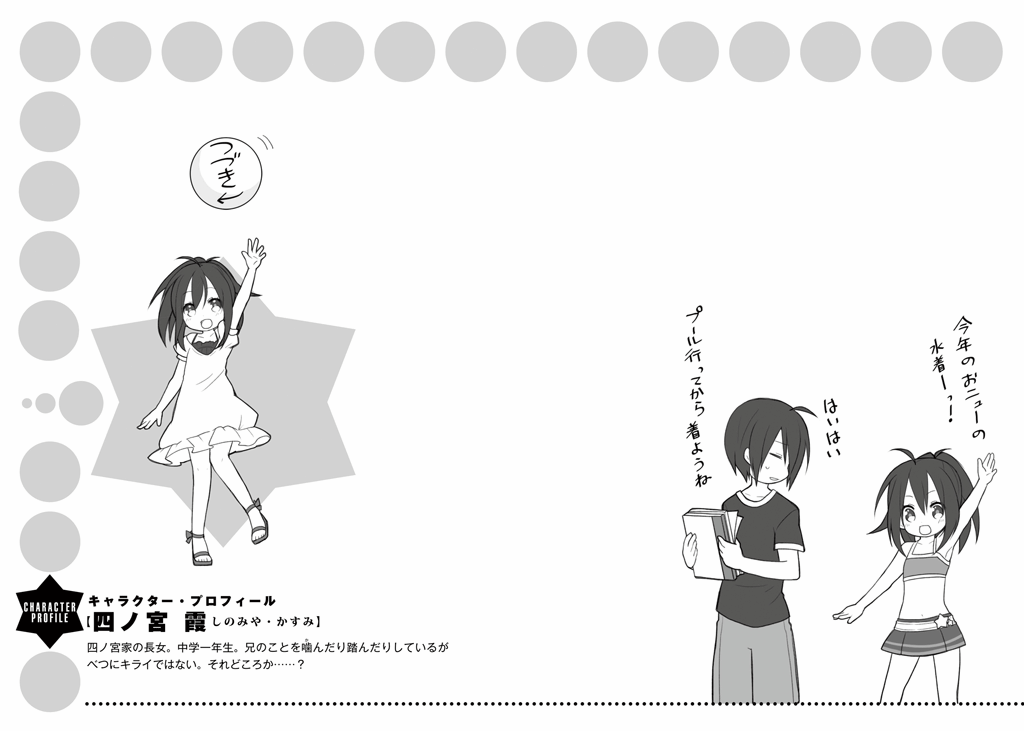 今年のおニューの
水着ーっ!
はいはい
プール行ってから着ようね
つづき
←
CHARACTER
PROFILE
キャラクター・プロフィール
【四ノ宮 霞 しのみや・かすみ】
四ノ宮家の長女。中学一年生。兄のことを噛んだり踏んだりしているが
べつにキライではない。それどころか……?